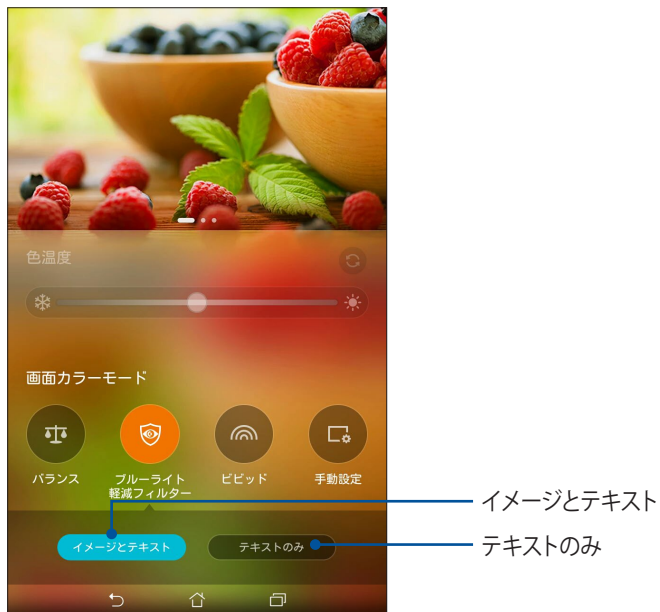 色温度
画面カラーモード
バランス
ブルーライト
軽減フィルター
ビビッド
手動設定
イメージとテキスト
テキストのみ
イメージとテキスト
テキストのみ